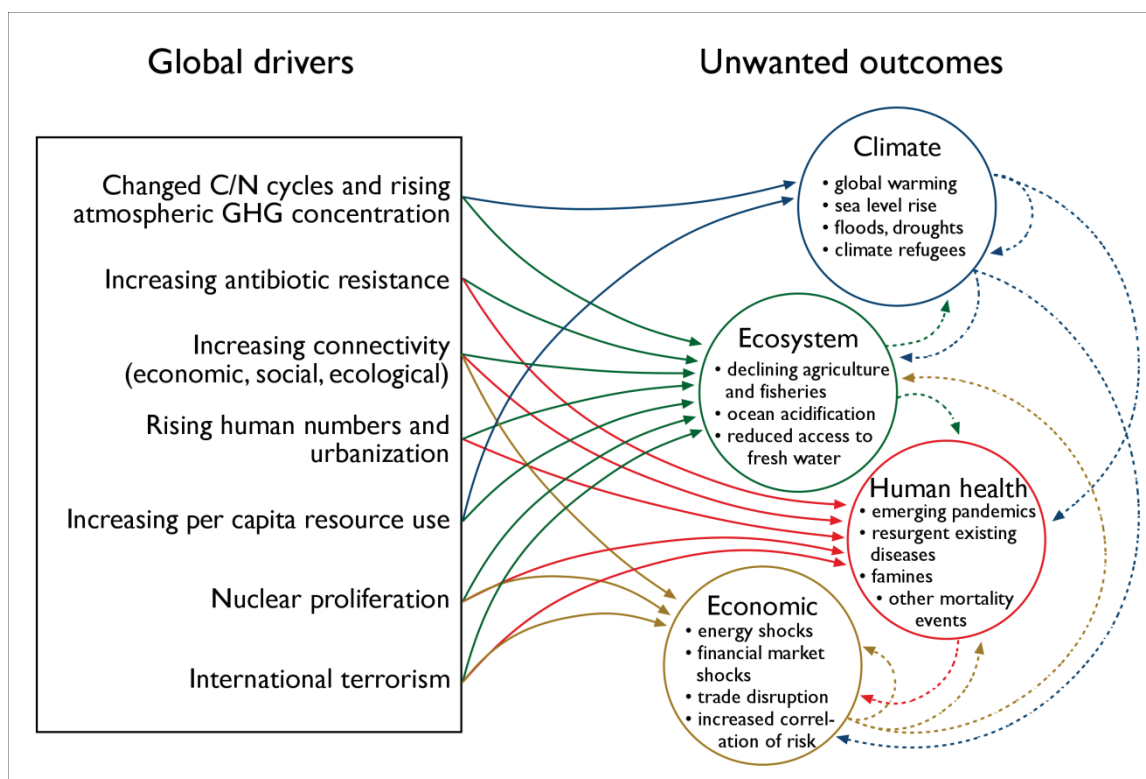 Global drivers
Unwanted outcomes
Changed C/N cycles and rising
atmospheric GHG concentration
Increasing antibiotic resistance
Increasing connectivity
(economic, social, ecological)
Rising human numbers and
urbanization
Increasing per capita resource use
Nuclear proliferation
International terrorism
Climate
• global warming
• sea level rise
• floods, droughts
• climate refugees
Ecosystem
• declining agriculture
and fisheries
• ocean acidification
• reduced access to
fresh water
Human health
• emerging pandemics
• resurgent existing
diseases
• famines
• other mortality
events
Economic
• energy shocks
• financial market
shocks
• trade disruption
• increased correl-
ation of risk